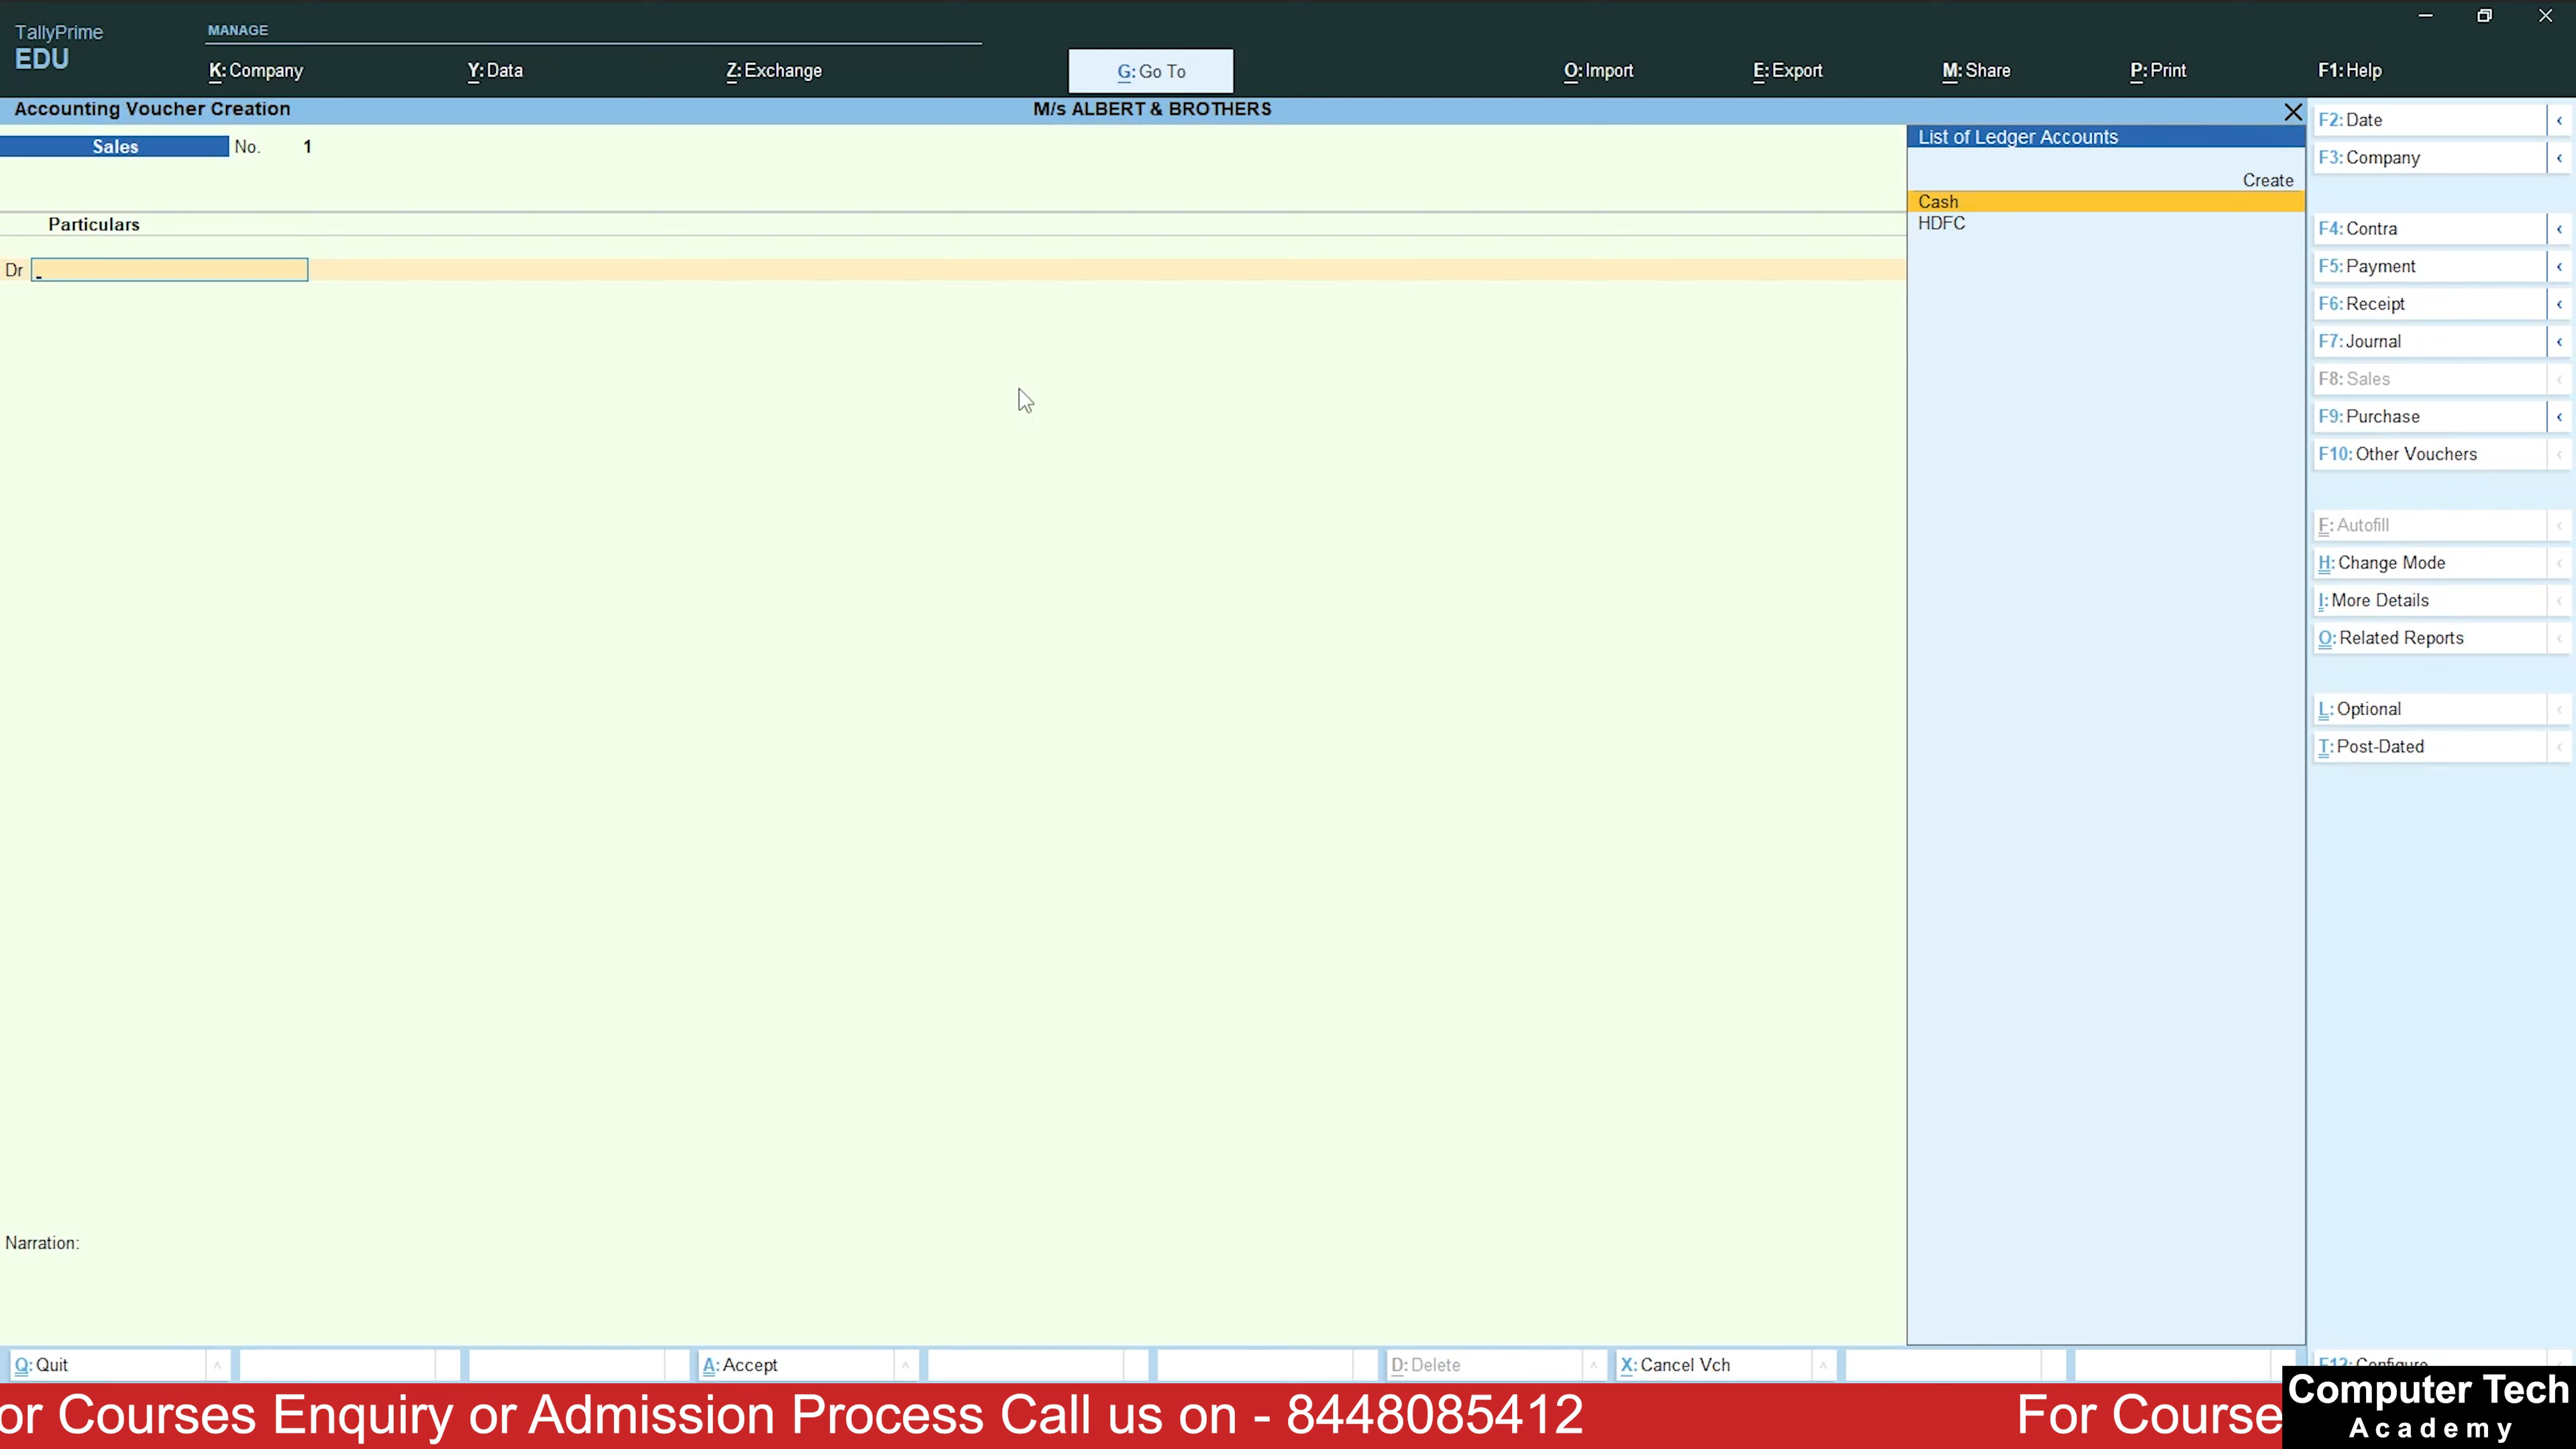 TallyPrime
EDU
MANAGE
K: Company
Y: Data
Z: Exchange
G: Go To
O: Import
E: Export
M: Share
P: Print
F1: Help
Accounting Voucher Creation
M/s ALBERT & BROTHERS
Sales No. 1
Particulars
Dr
List of Ledger Accounts
Create
Cash
HDFC
F2: Date
F3: Company
F4: Contra
F5: Payment
F6: Receipt
F7: Journal
F8: Sales
F9: Purchase
F10: Other Vouchers
F: Autofill
H: Change Mode
I: More Details
O: Related Reports
L: Optional
T: Post-Dated
F12: Configure
Narration:
Q: Quit
A: Accept
D: Delete
X: Cancel Vch
or Courses Enquiry or Admission Process Call us on - 8448085412
For Course
Computer Tech
Academy